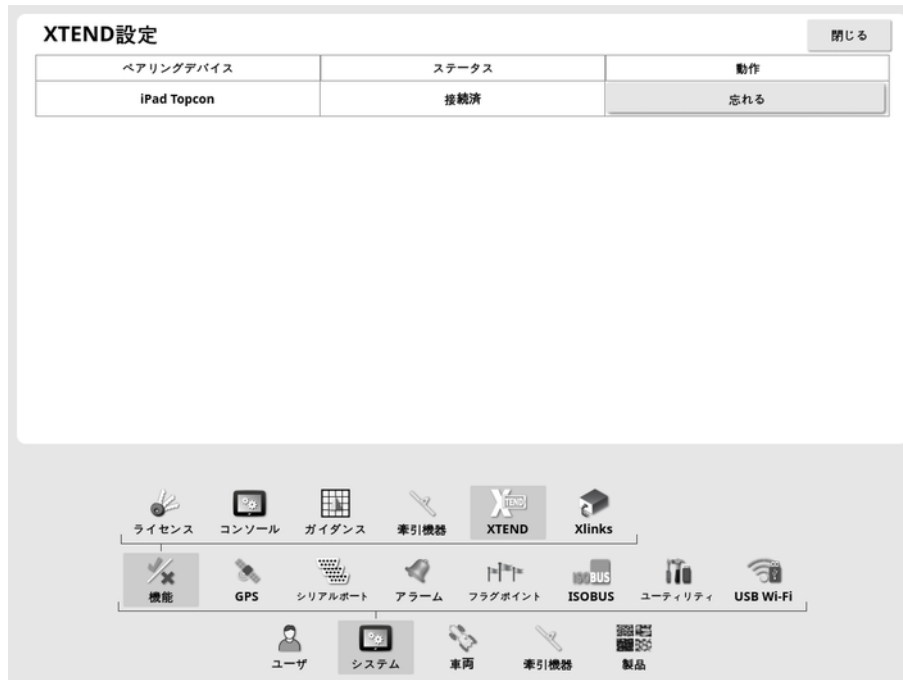 XTEND設定
閉じる
ペアリングデバイス ステータス 動作
iPad Topcon 接続済 忘れる
ライセンス コンソール ガイダンス 牽引機器 XTEND Xlinks
機能 GPS シリアルポート アラーム フラグポイント ISOBUS ユーティリティ USB Wi-Fi
ユーザ システム 車両 牽引機器 製品